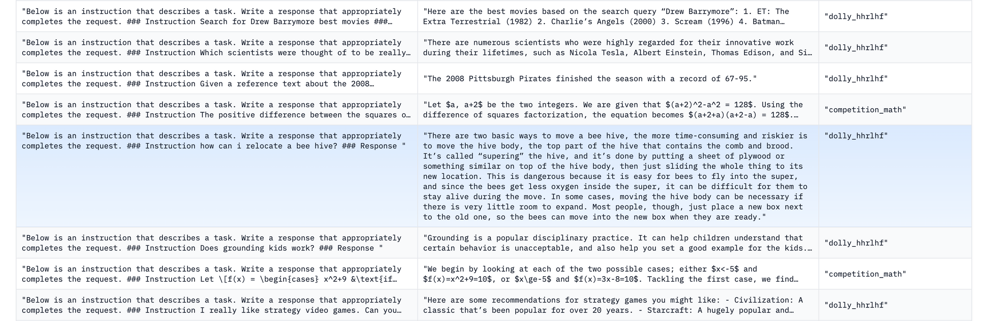 "Below is an instruction that describes a task. Write a response that appropriately
completes the request. ### Instruction Search for Drew Barrymore best movies ###…
"Here are the best movies based on the search query “Drew Barrymore”: 1. ET: The
Extra Terrestrial (1982) 2. Charlie’s Angels (2000) 3. Scream (1996) 4. Batman…
"dolly_hhrlhf"
"Below is an instruction that describes a task. Write a response that appropriately
completes the request. ### Instruction Which scientists were thought of to be really…
"There are numerous scientists who were highly regarded for their innovative work
during their lifetimes, such as Nicola Tesla, Albert Einstein, Thomas Edison, and Si…
"dolly_hhrlhf"
"Below is an instruction that describes a task. Write a response that appropriately
completes the request. ### Instruction Given a reference text about the 2008…
"The 2008 Pittsburgh Pirates finished the season with a record of 67-95."
"dolly_hhrlhf"
"Below is an instruction that describes a task. Write a response that appropriately
completes the request. ### Instruction The positive difference between the squares o…
"Let $a, a+2$ be the two integers. We are given that $(a+2)^2-a^2 = 128$. Using the
difference of squares factorization, the equation becomes $(a+2+a)(a+2-a) = 128$.…
"competition_math"
"Below is an instruction that describes a task. Write a response that appropriately
completes the request. ### Instruction how can i relocate a bee hive? ### Response "
"There are two basic ways to move a bee hive, the more time-consuming and riskier is
to move the hive body, the top part of the hive that contains the comb and brood.
It’s called “supering” the hive, and it’s done by putting a sheet of plywood or
something similar on top of the hive body, then just sliding the whole thing to its
new location. This is dangerous because it is easy for bees to fly into the super,
and since the bees get less oxygen inside the super, it can be difficult for them to
stay alive during the move. In some cases, moving the hive body can be necessary if
there is very little room to expand. Most people, though, just place a new box next
to the old one, so the bees can move into the new box when they are ready."
"dolly_hhrlhf"
"Below is an instruction that describes a task. Write a response that appropriately
completes the request. ### Instruction Does grounding kids work? ### Response "
"Grounding is a popular disciplinary practice. It can help children understand that
certain behavior is unacceptable, and also help you set a good example for the kids.…
"dolly_hhrlhf"
"Below is an instruction that describes a task. Write a response that appropriately
completes the request. ### Instruction Let \[f(x) = \begin{cases} x^2+9 &\text{if…
"We begin by looking at each of the two possible cases; either $x<-5$ and
$f(x)=x^2+9=10$, or $x\ge-5$ and $f(x)=3x-8=10$. Tackling the first case, we find…
"competition_math"
"Below is an instruction that describes a task. Write a response that appropriately
completes the request. ### Instruction I really like strategy video games. Can you…
"Here are some recommendations for strategy games you might like: - Civilization: A
classic that’s been popular for over 20 years. - Starcraft: A hugely popular and…
"dolly_hhrlhf"